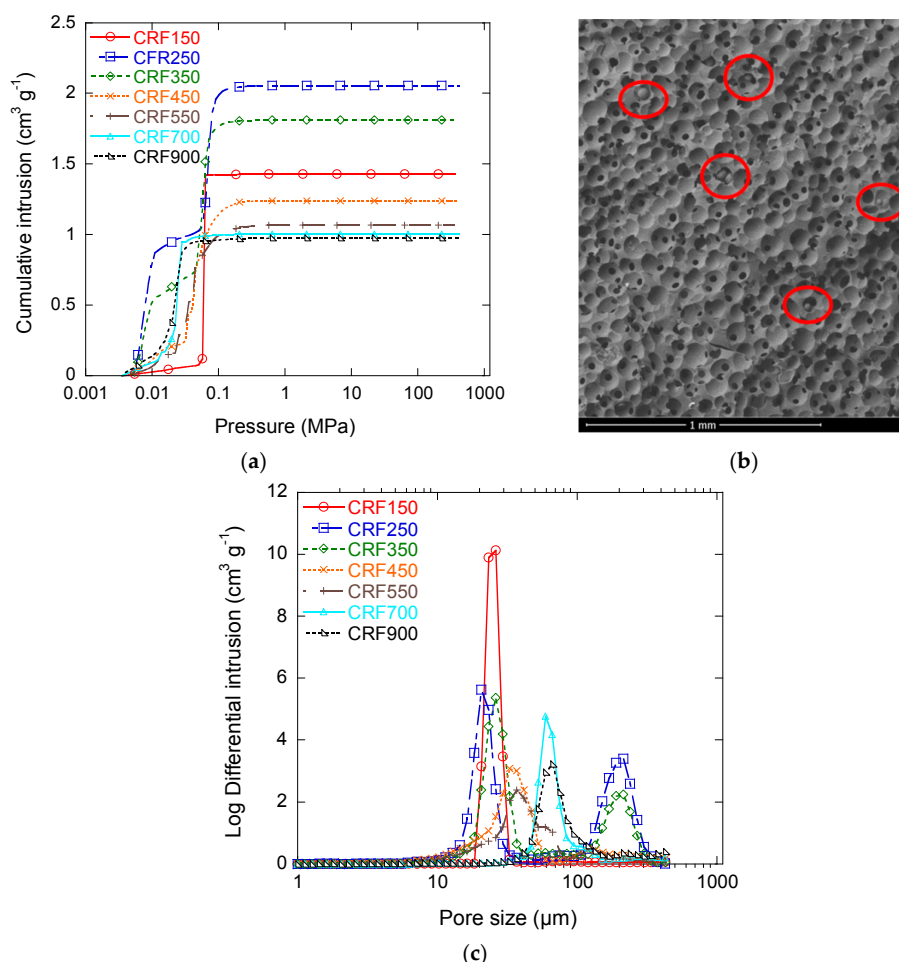 2.5
2
1.5
1
0.5
0
Cumulative intrusion (cm³ g⁻¹)
CRF150
CFR250
CRF350
CRF450
CRF550
CRF700
CRF900
0.001 0.01 0.1 1 10 100 1000
Pressure (MPa)
(a)
1 mm
(b)
12
10
8
6
4
2
0
Log Differential intrusion (cm³ g⁻¹)
CRF150
CRF250
CRF350
CRF450
CRF550
CRF700
CRF900
1 10 100 1000
Pore size (µm)
(c)